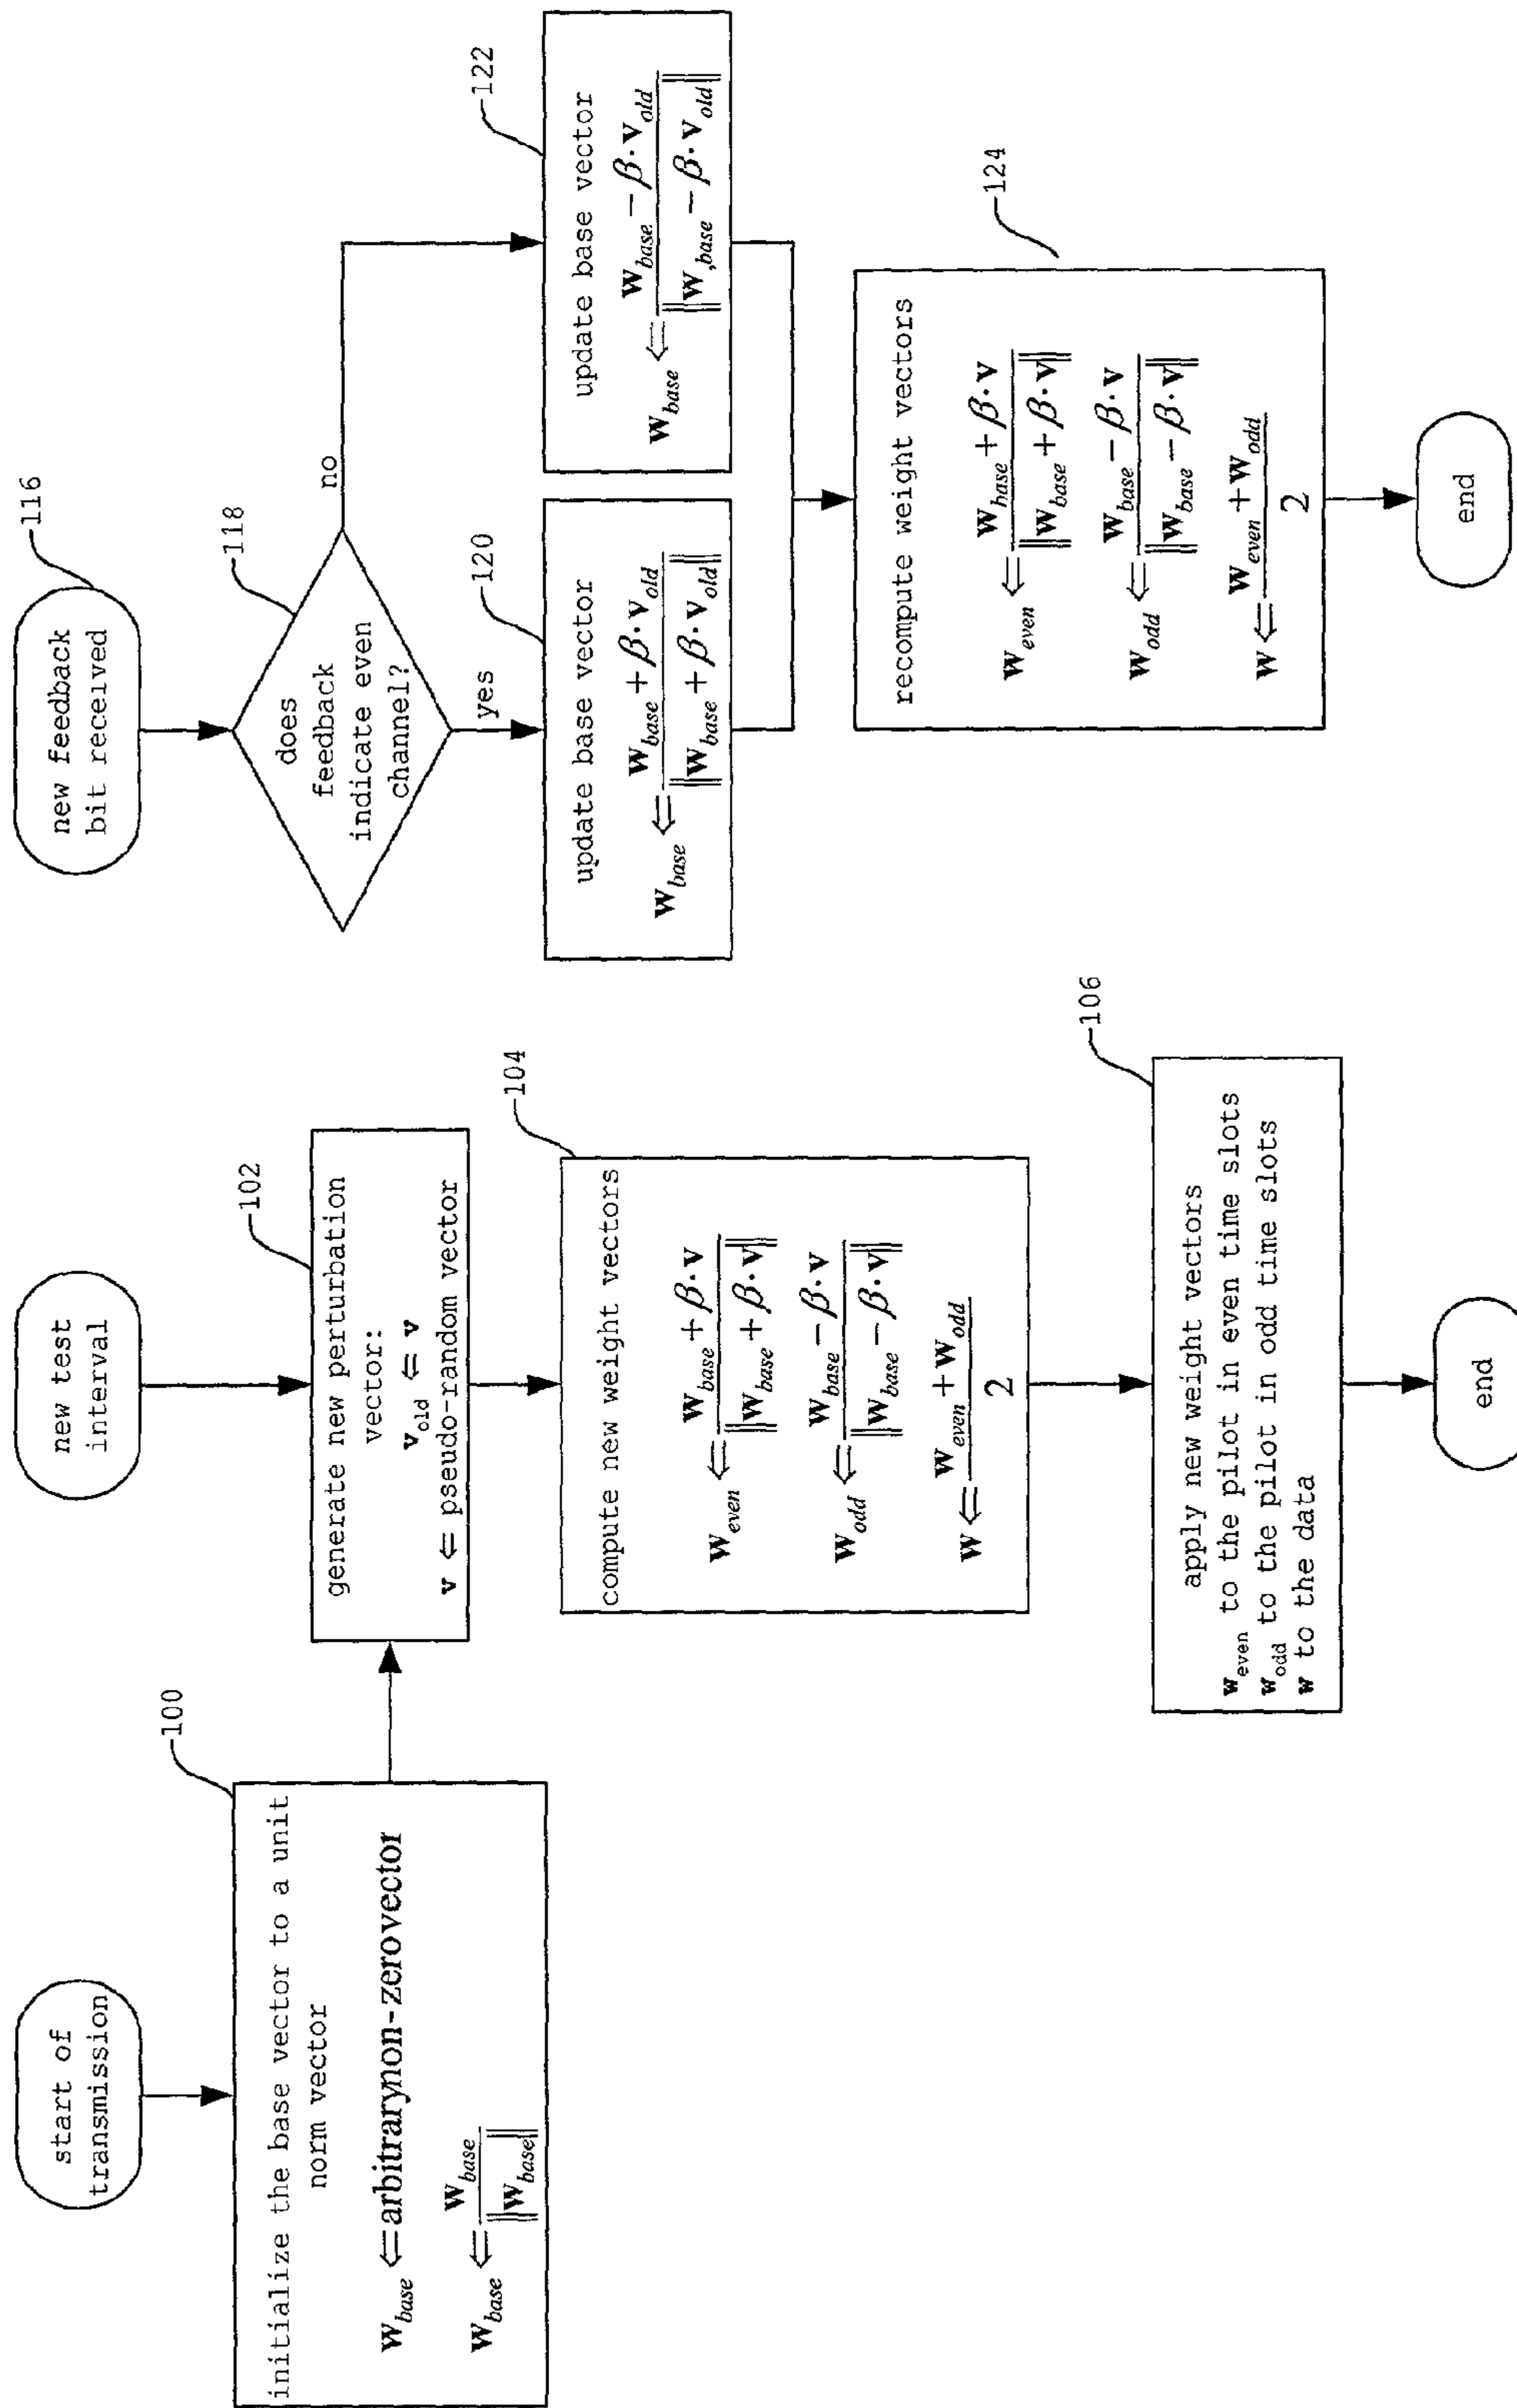 start of
transmission
100
initialize the base vector to a unit
norm vector
w_base ⇐ arbitrarynon-zerovector
w_base ⇐ w_base / ‖w_base‖
new test
interval
102
generate new perturbation
vector:
v_old ⇐ v
v ⇐ pseudo-random vector
104
compute new weight vectors
w_even ⇐ (w_base + β·v) / ‖w_base + β·v‖
w_odd ⇐ (w_base − β·v) / ‖w_base − β·v‖
w ⇐ (w_even + w_odd) / 2
106
apply new weight vectors
w_even to the pilot in even time slots
w_odd to the pilot in odd time slots
w to the data
end
new feedback
bit received
116
118
does
feedback
indicate even
channel?
no
yes
120
update base vector
w_base ⇐ (w_base + β·v_old) / ‖w_base + β·v_old‖
122
update base vector
w_base ⇐ (w_base − β·v_old) / ‖w_,base − β·v_old‖
124
recompute weight vectors
w_even ⇐ (w_base + β·v) / ‖w_base + β·v‖
w_odd ⇐ (w_base − β·v) / ‖w_base − β·v‖
w ⇐ (w_even + w_odd) / 2
end